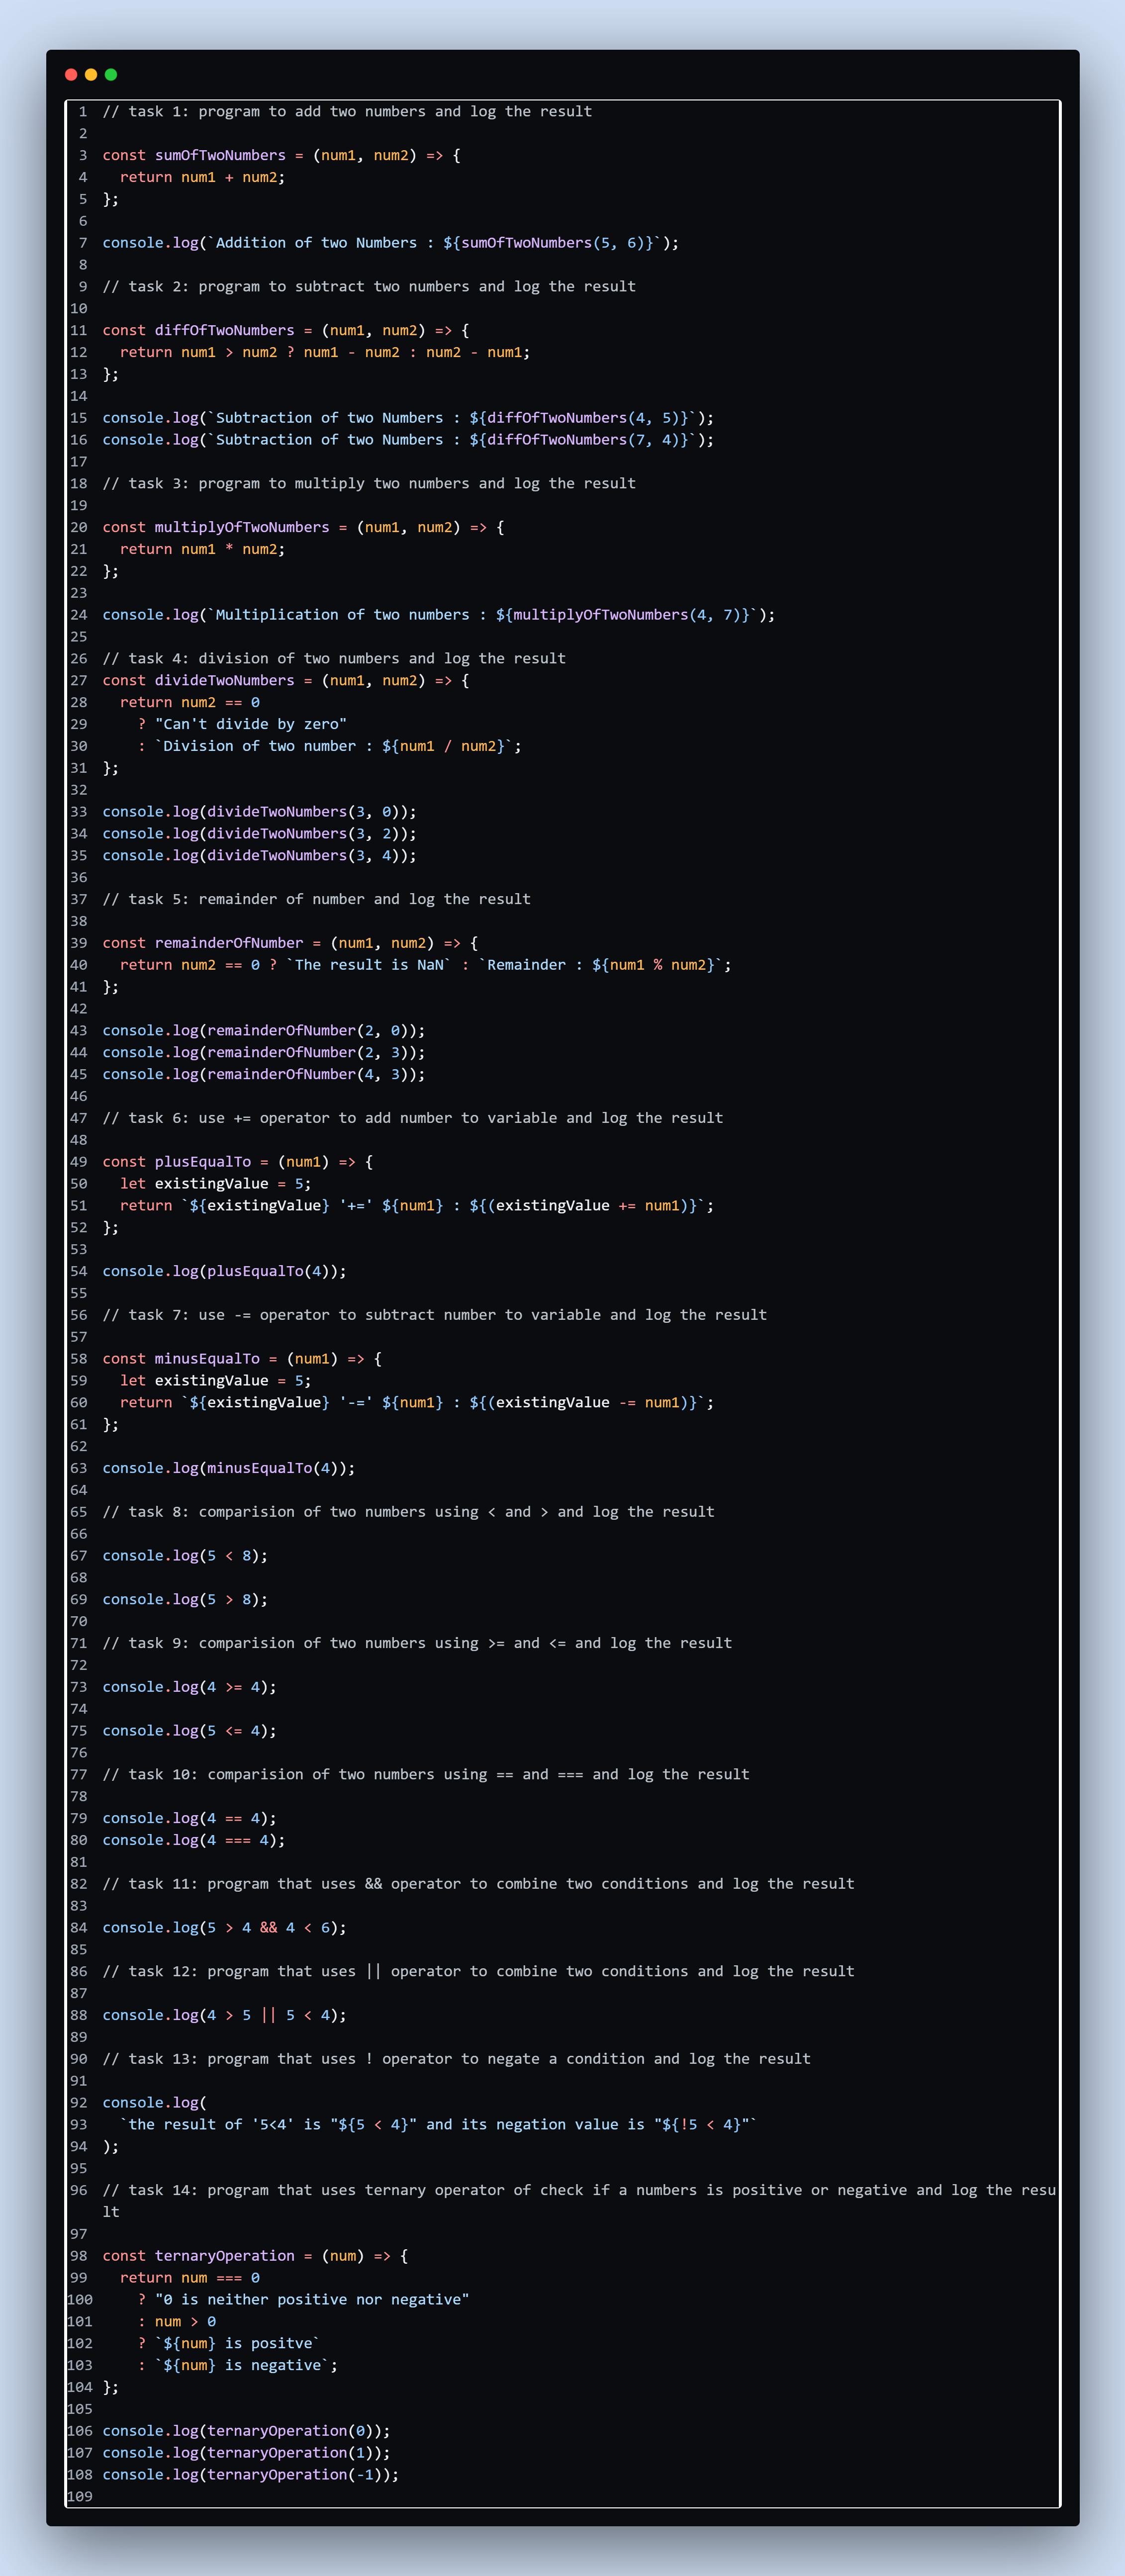 1 // task 1: program to add two numbers and log the result
2
3 const sumOfTwoNumbers = (num1, num2) => {
4   return num1 + num2;
5 };
6
7 console.log(`Addition of two Numbers : ${sumOfTwoNumbers(5, 6)}`);
8
9 // task 2: program to subtract two numbers and log the result
10
11 const diffOfTwoNumbers = (num1, num2) => {
12   return num1 > num2 ? num1 - num2 : num2 - num1;
13 };
14
15 console.log(`Subtraction of two Numbers : ${diffOfTwoNumbers(4, 5)}`);
16 console.log(`Subtraction of two Numbers : ${diffOfTwoNumbers(7, 4)}`);
17
18 // task 3: program to multiply two numbers and log the result
19
20 const multiplyOfTwoNumbers = (num1, num2) => {
21   return num1 * num2;
22 };
23
24 console.log(`Multiplication of two numbers : ${multiplyOfTwoNumbers(4, 7)}`);
25
26 // task 4: division of two numbers and log the result
27 const divideTwoNumbers = (num1, num2) => {
28   return num2 == 0
29     ? "Can't divide by zero"
30     : `Division of two number : ${num1 / num2}`;
31 };
32
33 console.log(divideTwoNumbers(3, 0));
34 console.log(divideTwoNumbers(3, 2));
35 console.log(divideTwoNumbers(3, 4));
36
37 // task 5: remainder of number and log the result
38
39 const remainderOfNumber = (num1, num2) => {
40   return num2 == 0 ? `The result is NaN` : `Remainder : ${num1 % num2}`;
41 };
42
43 console.log(remainderOfNumber(2, 0));
44 console.log(remainderOfNumber(2, 3));
45 console.log(remainderOfNumber(4, 3));
46
47 // task 6: use += operator to add number to variable and log the result
48
49 const plusEqualTo = (num1) => {
50   let existingValue = 5;
51   return `${existingValue} '+=' ${num1} : ${(existingValue += num1)}`;
52 };
53
54 console.log(plusEqualTo(4));
55
56 // task 7: use -= operator to subtract number to variable and log the result
57
58 const minusEqualTo = (num1) => {
59   let existingValue = 5;
60   return `${existingValue} '-=' ${num1} : ${(existingValue -= num1)}`;
61 };
62
63 console.log(minusEqualTo(4));
64
65 // task 8: comparision of two numbers using < and > and log the result
66
67 console.log(5 < 8);
68
69 console.log(5 > 8);
70
71 // task 9: comparision of two numbers using >= and <= and log the result
72
73 console.log(4 >= 4);
74
75 console.log(5 <= 4);
76
77 // task 10: comparision of two numbers using == and === and log the result
78
79 console.log(4 == 4);
80 console.log(4 === 4);
81
82 // task 11: program that uses && operator to combine two conditions and log the result
83
84 console.log(5 > 4 && 4 < 6);
85
86 // task 12: program that uses || operator to combine two conditions and log the result
87
88 console.log(4 > 5 || 5 < 4);
89
90 // task 13: program that uses ! operator to negate a condition and log the result
91
92 console.log(
93   `the result of '5<4' is "${5 < 4}" and its negation value is "${!5 < 4}"`
94 );
95
96 // task 14: program that uses ternary operator of check if a numbers is positive or negative and log the resu
lt
97
98 const ternaryOperation = (num) => {
99   return num === 0
100     ? "0 is neither positive nor negative"
101     : num > 0
102     ? `${num} is positve`
103     : `${num} is negative`;
104 };
105
106 console.log(ternaryOperation(0));
107 console.log(ternaryOperation(1));
108 console.log(ternaryOperation(-1));
109